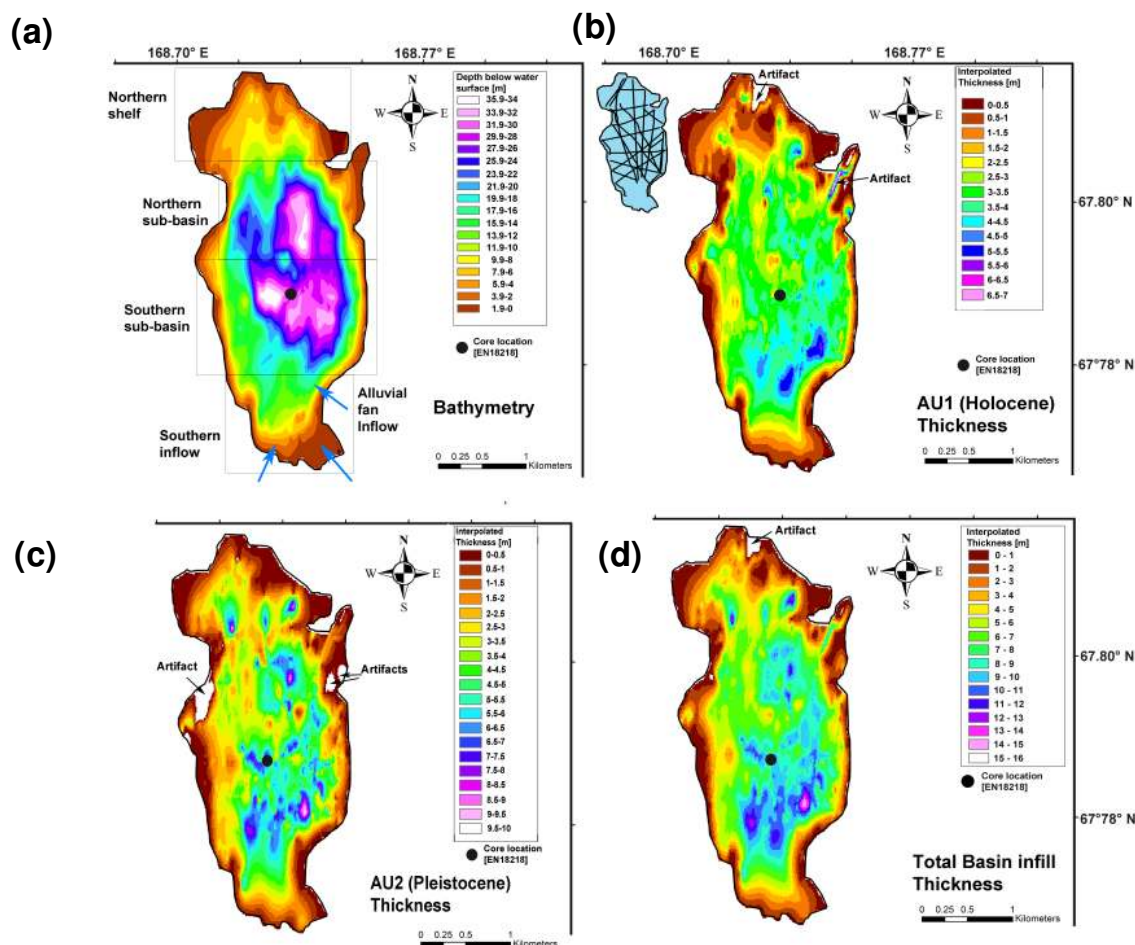 (a)
168.70° E
168.77° E
Northern
shelf
Northern
sub-basin
Southern
sub-basin
Southern
inflow
Alluvial
fan
Inflow
N
W
E
S
Depth below water
surface [m]
35.9-34
33.9-32
31.9-30
29.9-28
27.9-26
25.9-24
23.9-22
21.9-20
19.9-18
17.9-16
15.9-14
13.9-12
11.9-10
9.9-8
7.9-6
5.9-4
3.9-2
1.9-0
Core location
[EN18218]
Bathymetry
0 0.25 0.5 1
Kilometers
(b)
168.70° E
168.77° E
Artifact
Artifact
N
W
E
S
Interpolated
Thickness [m]
0-0.5
0.5-1
1-1.5
1.5-2
2-2.5
2.5-3
3-3.5
3.5-4
4-4.5
4.5-5
5-5.5
5.5-6
6-6.5
6.5-7
67.80° N
67°78° N
Core location
[EN18218]
AU1 (Holocene)
Thickness
0 0.25 0.5 1
Kilometers
(c)
Artifact
Artifacts
N
W
E
S
Interpolated
Thickness [m]
0-0.5
0.5-1
1-1.5
1.5-2
2-2.5
2.5-3
3-3.5
3.5-4
4-4.5
4.5-5
5-5.5
5.5-6
6-6.5
6.5-7
7-7.5
7.5-8
8-8.5
8.5-9
9-9.5
9.5-10
Core location
[EN18218]
AU2 (Pleistocene)
Thickness
0 0.25 0.5 1
Kilometers
(d)
Artifact
N
W
E
S
Interpolated
Thickness [m]
0 - 1
1 - 2
2 - 3
3 - 4
4 - 5
5 - 6
6 - 7
7 - 8
8 - 9
9 - 10
10 - 11
11 - 12
12 - 13
13 - 14
14 - 15
15 - 16
67.80° N
67°78° N
Core location
[EN18218]
Total Basin infill
Thickness
0 0.25 0.5 1
Kilometers